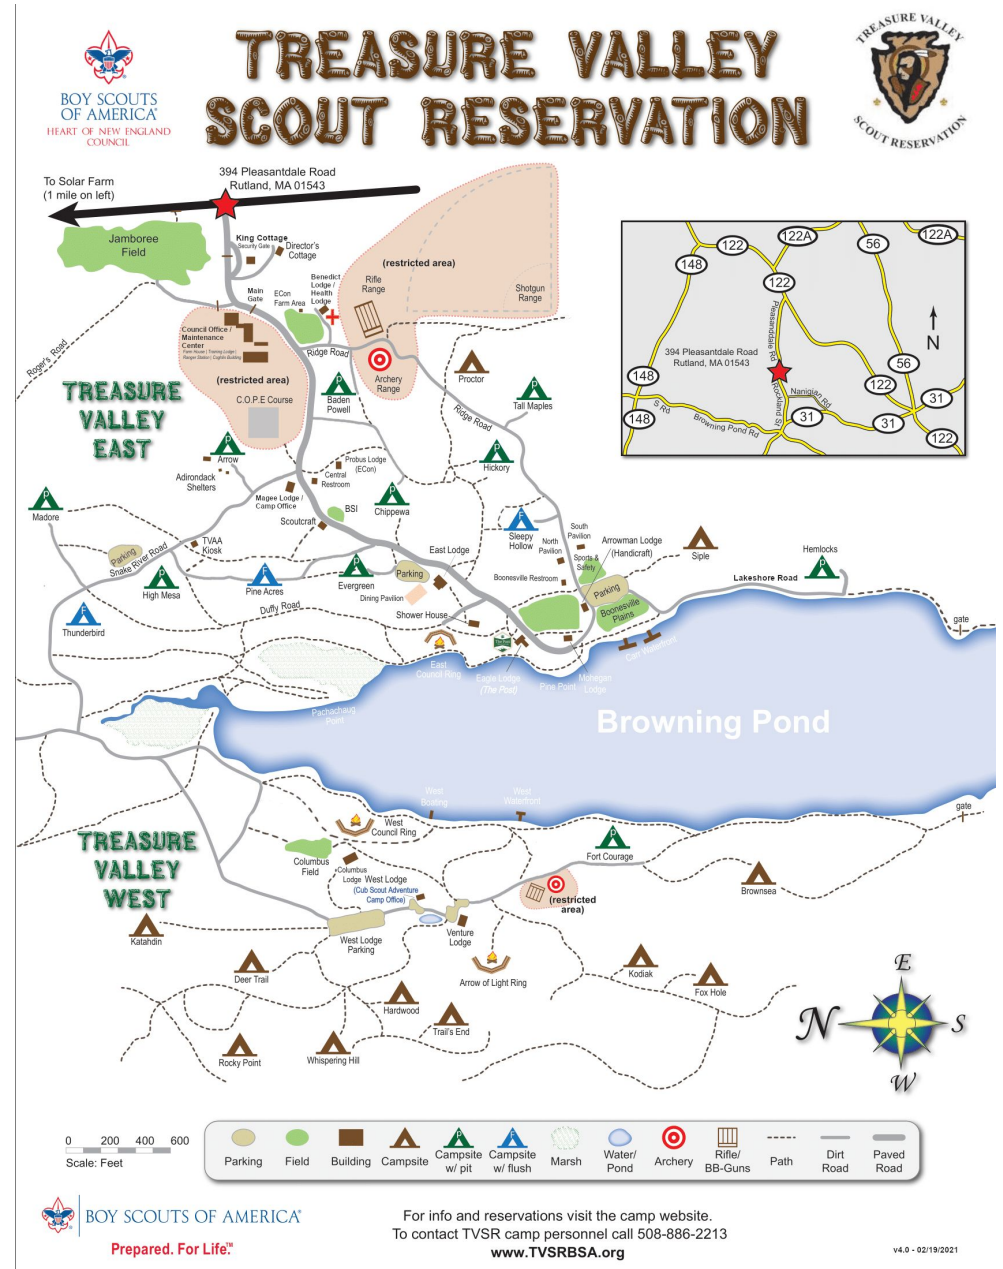 TREASURE VALLEY
SCOUT RESERVATION
BOY SCOUTS
OF AMERICA®
HEART OF NEW ENGLAND
COUNCIL
TREASURE VALLEY
SCOUT RESERVATION
To Solar Farm
(1 mile on left)
394 Pleasantdale Road
Rutland, MA 01543
Jamboree
Field
King Cottage
Security Gate
Director's
Cottage
(restricted area)
Rifle
Range
Shotgun
Range
Benedict
Lodge /
Health
Lodge
ECon
Farm Area
Main
Gate
Council Office /
Maintenance
Center
Farm House | Training Lodge |
Ranger Station | Coghlin Building
(restricted area)
C.O.P.E Course
Ridge Road
Archery
Range
Roger's Road
TREASURE
VALLEY
EAST
P
Baden
Powell
Proctor
P
Tall Maples
Ridge Road
P
Arrow
Adirondack
Shelters
Probus Lodge
(ECon)
Central
Restroom
P
Hickory
Magee Lodge /
Camp Office
Scoutcraft
BSI
P
Chippewa
P
Madore
F
Sleepy
Hollow
South
Pavilion
North
Pavilion
Sports &
Safety
Arrowman Lodge
(Handicraft)
Siple
Hemlocks
P
Lakeshore Road
Parking
Snake River Road
TVAA
Kiosk
P
High Mesa
F
Pine Acres
P
Evergreen
East Lodge
Parking
Dining Pavilion
Boonesville Restroom
Parking
Boonesville
Plains
Duffy Road
Shower House
F
Thunderbird
East
Council Ring
Eagle Lodge
(The Post)
Pine Point
Mohegan
Lodge
Carr Waterfront
gate
Pachachaug
Point
Browning Pond
West
Boating
West
Waterfront
gate
TREASURE
VALLEY
WEST
West
Council Ring
Columbus
Field
Columbus
Lodge
West Lodge
(Cub Scout Adventure
Camp Office)
P
Fort Courage
(restricted
area)
Brownsea
Katahdin
West Lodge
Parking
Venture
Lodge
Deer Trail
Arrow of Light Ring
Kodiak
Fox Hole
Hardwood
Trail's End
Rocky Point
Whispering Hill
122
122A
56
122A
148
122
Pleasantdale Rd
N
394 Pleasantdale Road
Rutland, MA 01543
56
148
122
31
Rockland St
Nanigian Rd
S Rd
148
Browning Pond Rd
31
31
122
E
N
S
W
0 200 400 600
Scale: Feet
Parking
Field
Building
Campsite
P
Campsite
w/ pit
F
Campsite
w/ flush
Marsh
Water/
Pond
Archery
Rifle/
BB-Guns
Path
Dirt
Road
Paved
Road
BOY SCOUTS OF AMERICA®
Prepared. For Life.™
For info and reservations visit the camp website.
To contact TVSR camp personnel call 508-886-2213
www.TVSRBSA.org
v4.0 - 02/19/2021